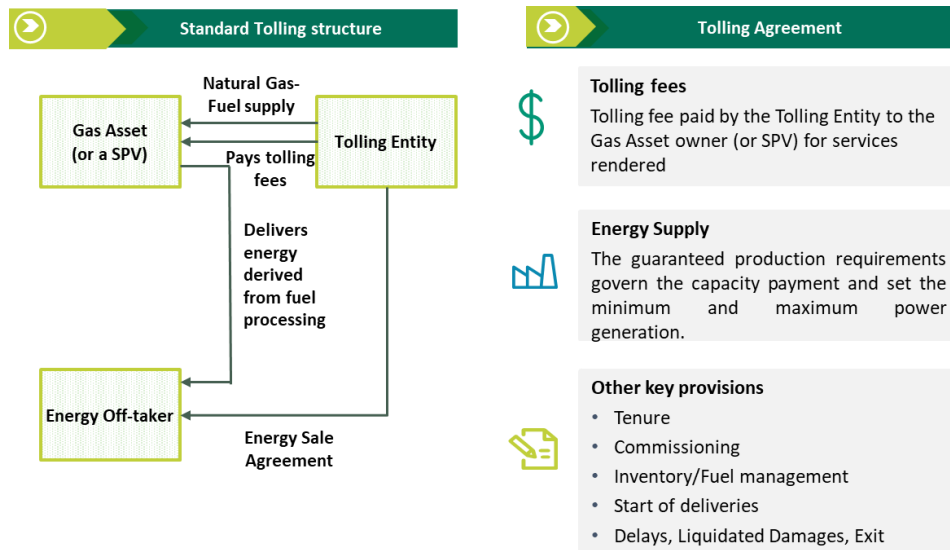 Standard Tolling structure
Natural Gas-
Fuel supply
Gas Asset
(or a SPV)
Tolling Entity
Pays tolling
fees
Delivers
energy
derived
from fuel
processing
Energy Off-taker
Energy Sale
Agreement
Tolling Agreement
Tolling fees
Tolling fee paid by the Tolling Entity to the
Gas Asset owner (or SPV) for services
rendered
Energy Supply
The guaranteed production requirements
govern the capacity payment and set the
minimum and maximum power
generation.
Other key provisions
• Tenure
• Commissioning
• Inventory/Fuel management
• Start of deliveries
• Delays, Liquidated Damages, Exit